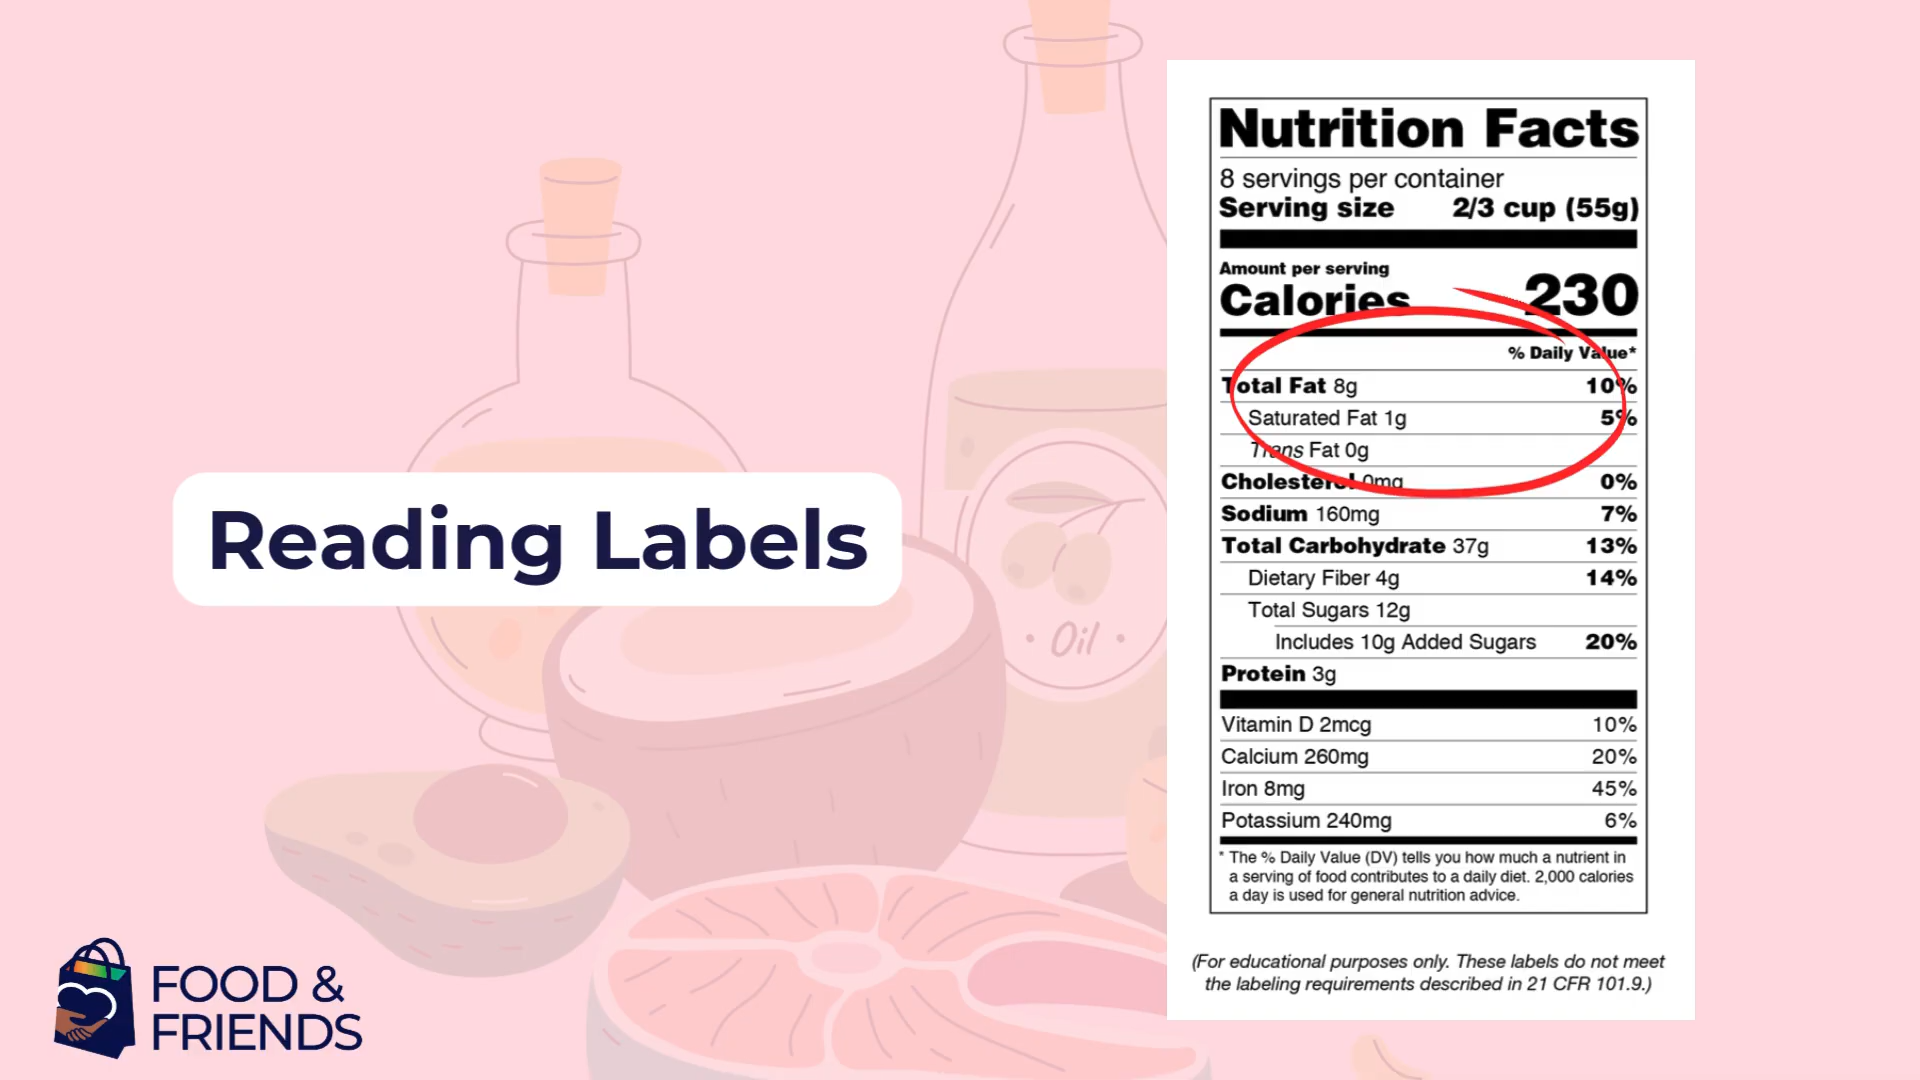 Reading Labels
Oil
FOOD &
FRIENDS
Nutrition Facts
8 servings per container
Serving size 2/3 cup (55g)
Amount per serving
Calories 230
% Daily Value*
Total Fat 8g 10%
Saturated Fat 1g 5%
Trans Fat 0g
Cholesterol 0mg 0%
Sodium 160mg 7%
Total Carbohydrate 37g 13%
Dietary Fiber 4g 14%
Total Sugars 12g
Includes 10g Added Sugars 20%
Protein 3g
Vitamin D 2mcg 10%
Calcium 260mg 20%
Iron 8mg 45%
Potassium 240mg 6%
* The % Daily Value (DV) tells you how much a nutrient in
a serving of food contributes to a daily diet. 2,000 calories
a day is used for general nutrition advice.
(For educational purposes only. These labels do not meet
the labeling requirements described in 21 CFR 101.9.)